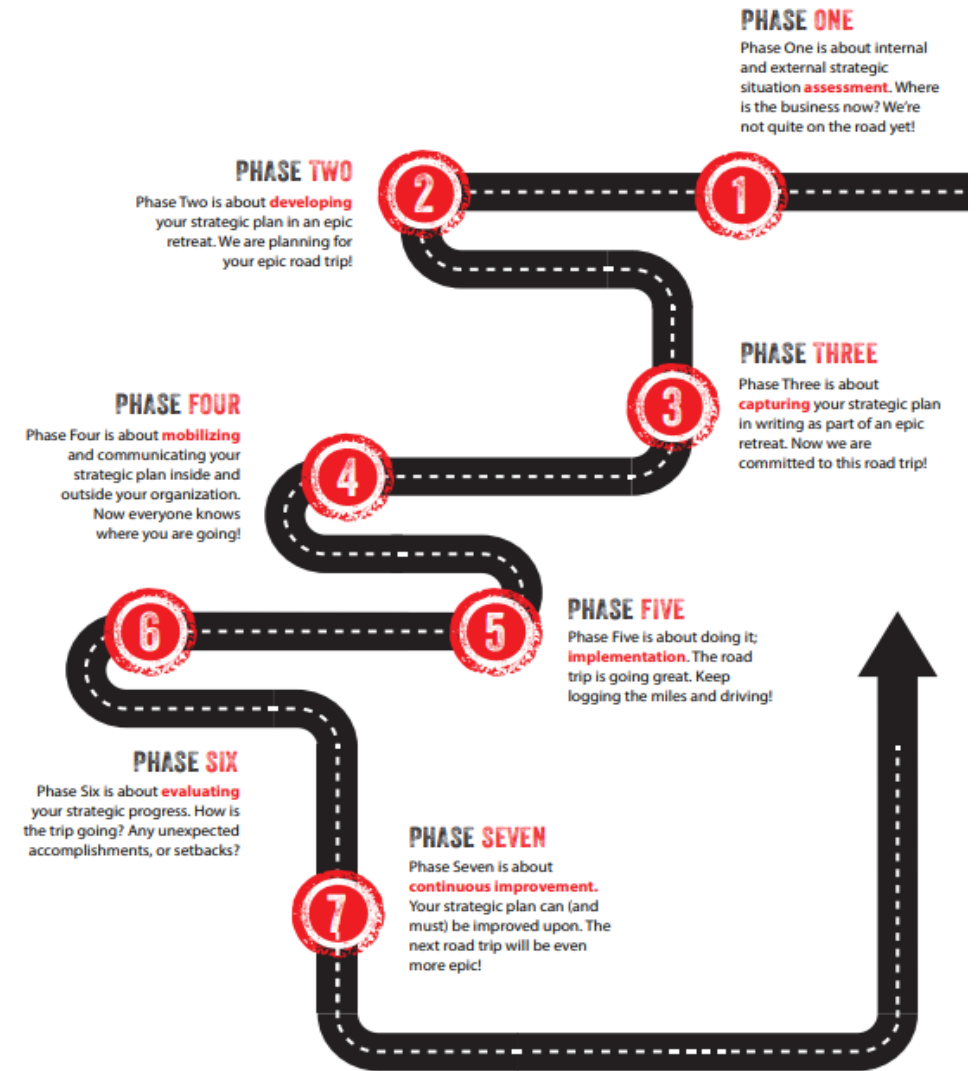 PHASE ONE
Phase One is about internal
and external strategic
situation assessment. Where
is the business now? We're
not quite on the road yet!
1
PHASE TWO
Phase Two is about developing
your strategic plan in an epic
retreat. We are planning for
your epic road trip!
2
PHASE THREE
Phase Three is about
capturing your strategic plan
in writing as part of an epic
retreat. Now we are
committed to this road trip!
3
PHASE FOUR
Phase Four is about mobilizing
and communicating your
strategic plan inside and
outside your organization.
Now everyone knows
where you are going!
4
PHASE FIVE
Phase Five is about doing it;
implementation. The road
trip is going great. Keep
logging the miles and driving!
5
6
PHASE SIX
Phase Six is about evaluating
your strategic progress. How is
the trip going? Any unexpected
accomplishments, or setbacks?
PHASE SEVEN
Phase Seven is about
continuous improvement.
Your strategic plan can (and
must) be improved upon. The
next road trip will be even
more epic!
7